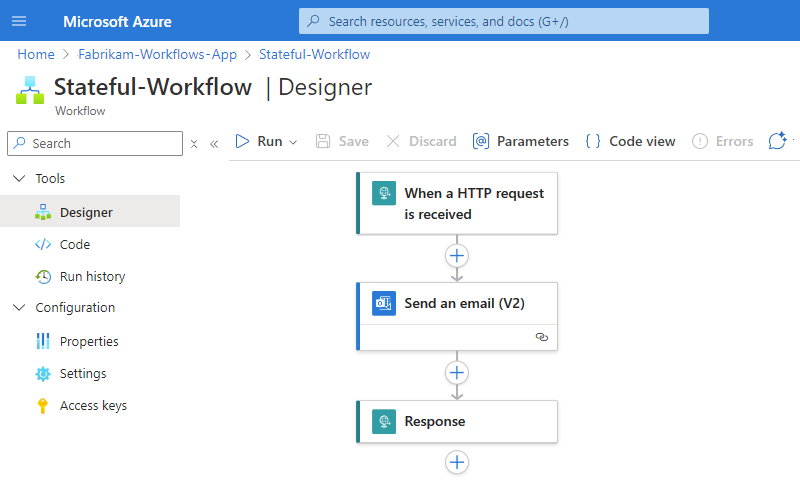 Microsoft Azure
Search resources, services, and docs (G+/)
Home > Fabrikam-Workflows-App > Stateful-Workflow
Stateful-Workflow | Designer
Workflow
Search
Run
Save
Discard
Parameters
Code view
Errors
Tools
Designer
Code
Run history
Configuration
Properties
Settings
Access keys
When a HTTP request
is received
Send an email (V2)
Response